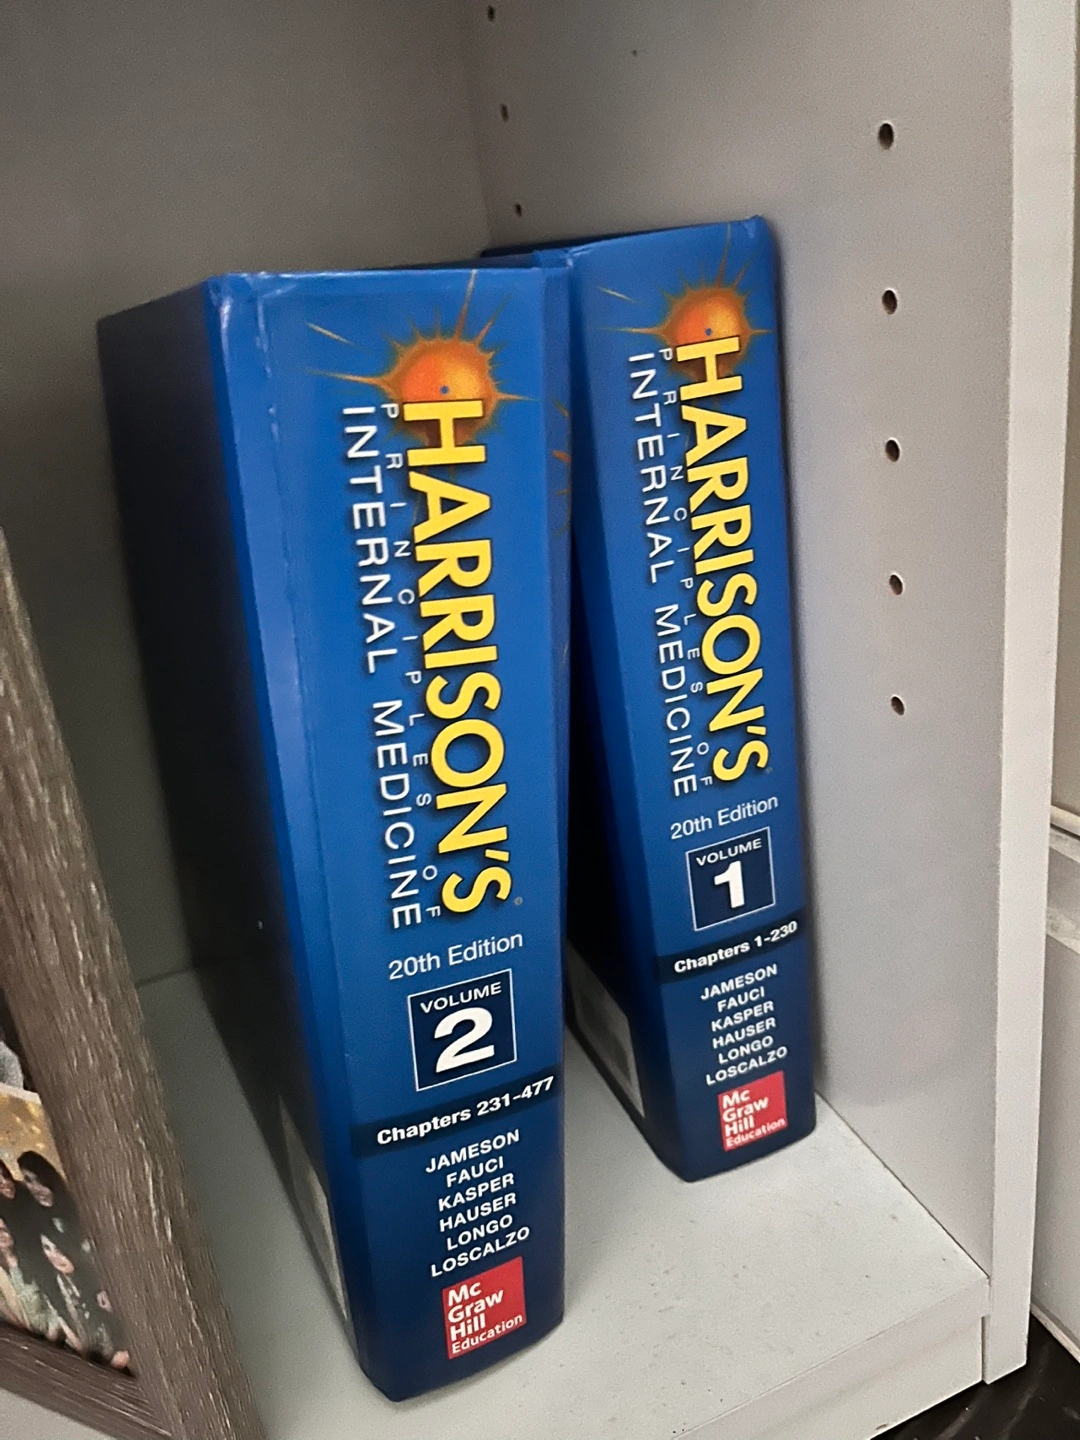 HARRISON'S
PRINCIPLES OF
INTERNAL MEDICINE
20th Edition
VOLUME
2
Chapters 231-477
JAMESON
FAUCI
KASPER
HAUSER
LONGO
LOSCALZO
Mc
Graw
Hill
Education
HARRISON'S
PRINCIPLES OF
INTERNAL MEDICINE
20th Edition
VOLUME
1
Chapters 1-230
JAMESON
FAUCI
KASPER
HAUSER
LONGO
LOSCALZO
Mc
Graw
Hill
Education